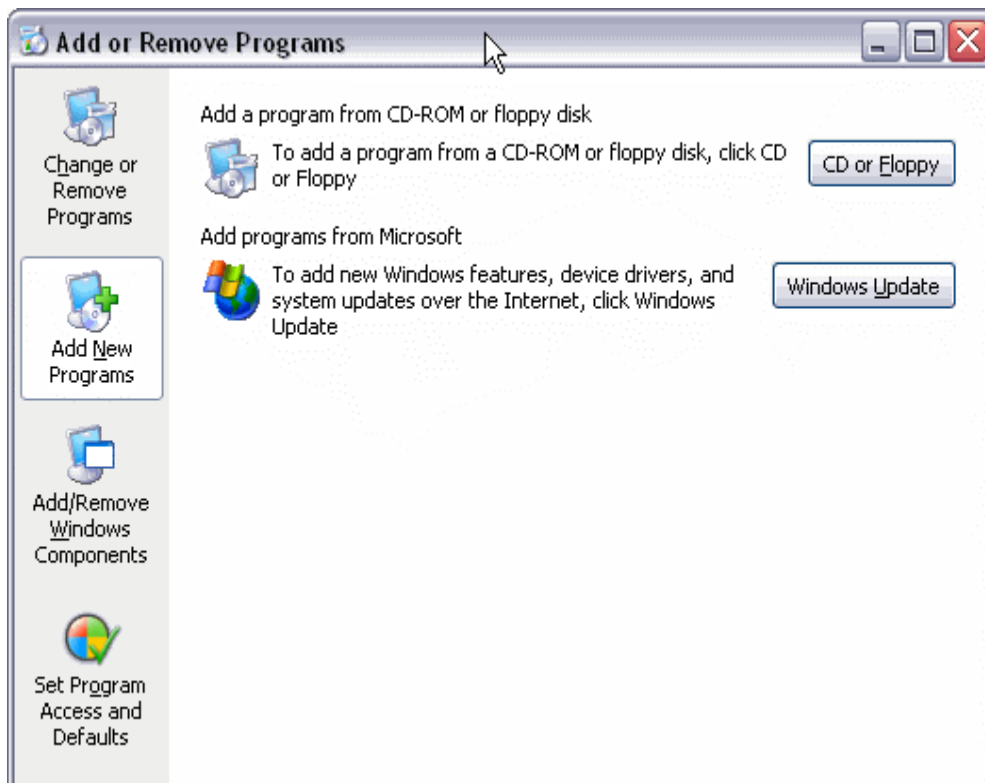 Add or Remove Programs
Change or
Remove
Programs
Add New
Programs
Add/Remove
Windows
Components
Set Program
Access and
Defaults
Add a program from CD-ROM or floppy disk
To add a program from a CD-ROM or floppy disk, click CD
or Floppy
CD or Floppy
Add programs from Microsoft
To add new Windows features, device drivers, and
system updates over the Internet, click Windows
Update
Windows Update